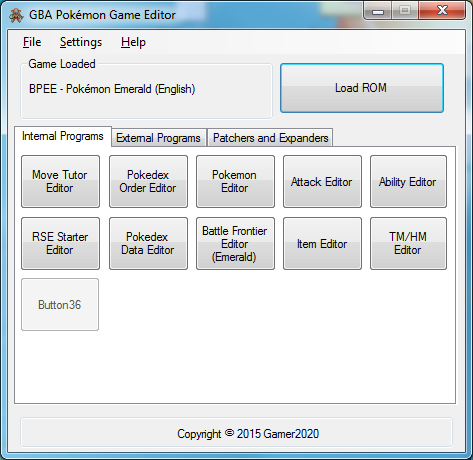 GBA Pokémon Game Editor
File Settings Help
Game Loaded
BPEE - Pokémon Emerald (English)
Load ROM
Internal Programs External Programs Patchers and Expanders
Move Tutor
Editor
Pokedex
Order Editor
Pokemon
Editor
Attack Editor
Ability Editor
RSE Starter
Editor
Pokedex
Data Editor
Battle Frontier
Editor
(Emerald)
Item Editor
TM/HM
Editor
Button36
Copyright © 2015 Gamer2020